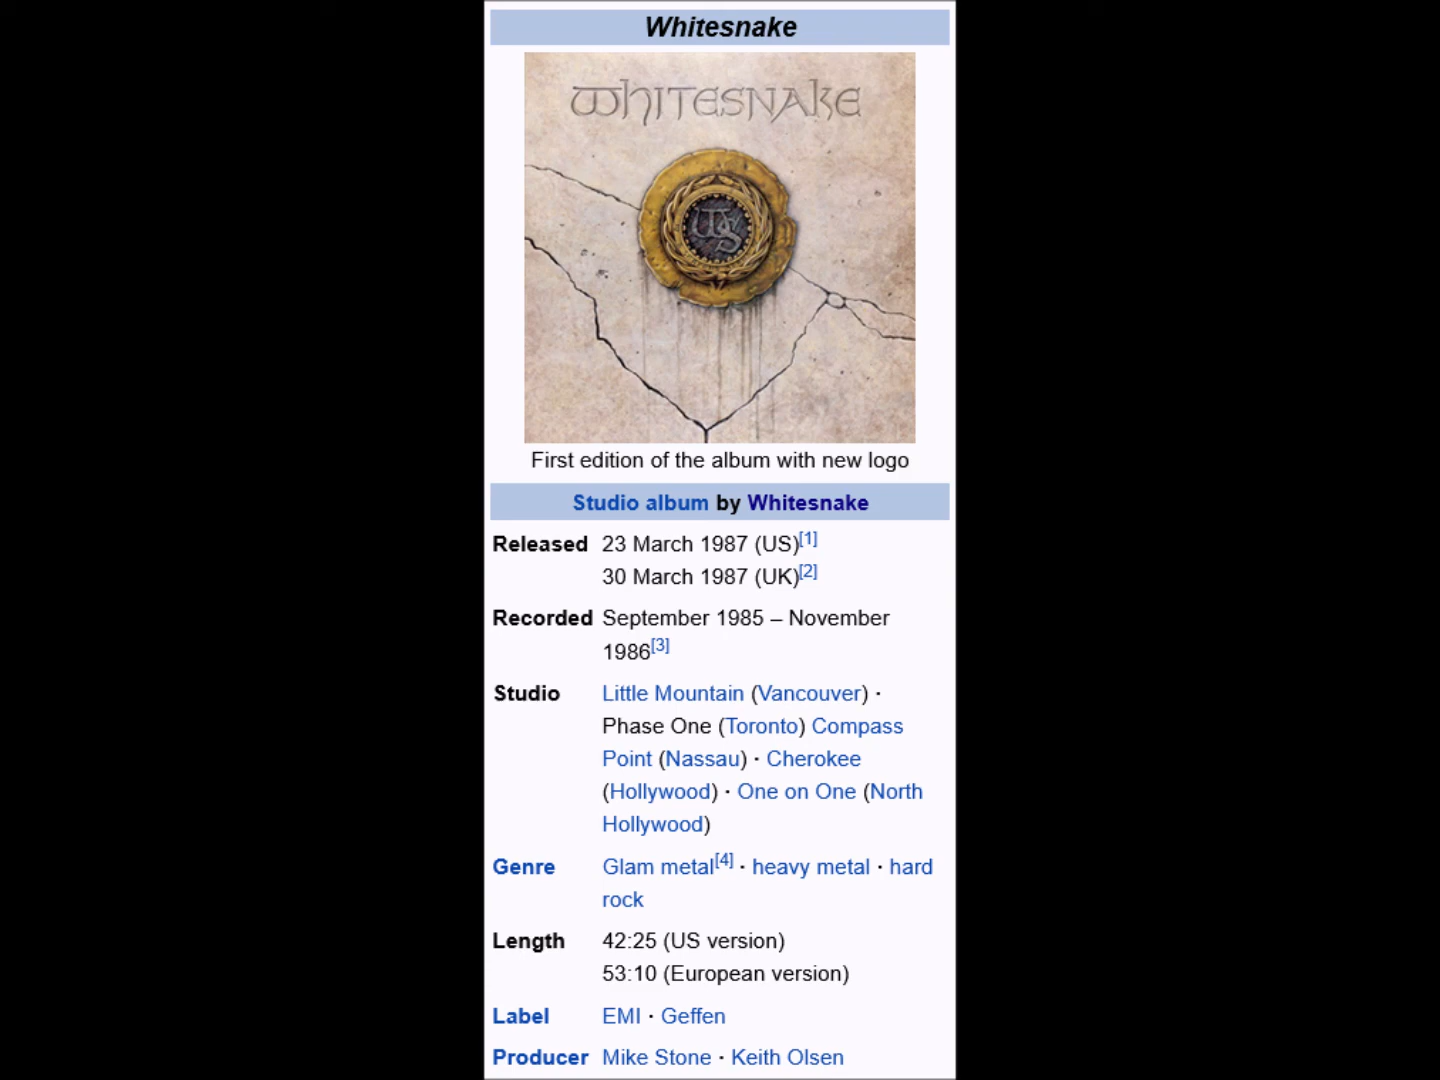 Whitesnake
WHITESNAKE
WS
First edition of the album with new logo
Studio album by Whitesnake
Released 23 March 1987 (US)[1]
30 March 1987 (UK)[2]
Recorded September 1985 – November
1986[3]
Studio Little Mountain (Vancouver) ·
Phase One (Toronto) Compass
Point (Nassau) · Cherokee
(Hollywood) · One on One (North
Hollywood)
Genre Glam metal[4] · heavy metal · hard
rock
Length 42:25 (US version)
53:10 (European version)
Label EMI · Geffen
Producer Mike Stone · Keith Olsen